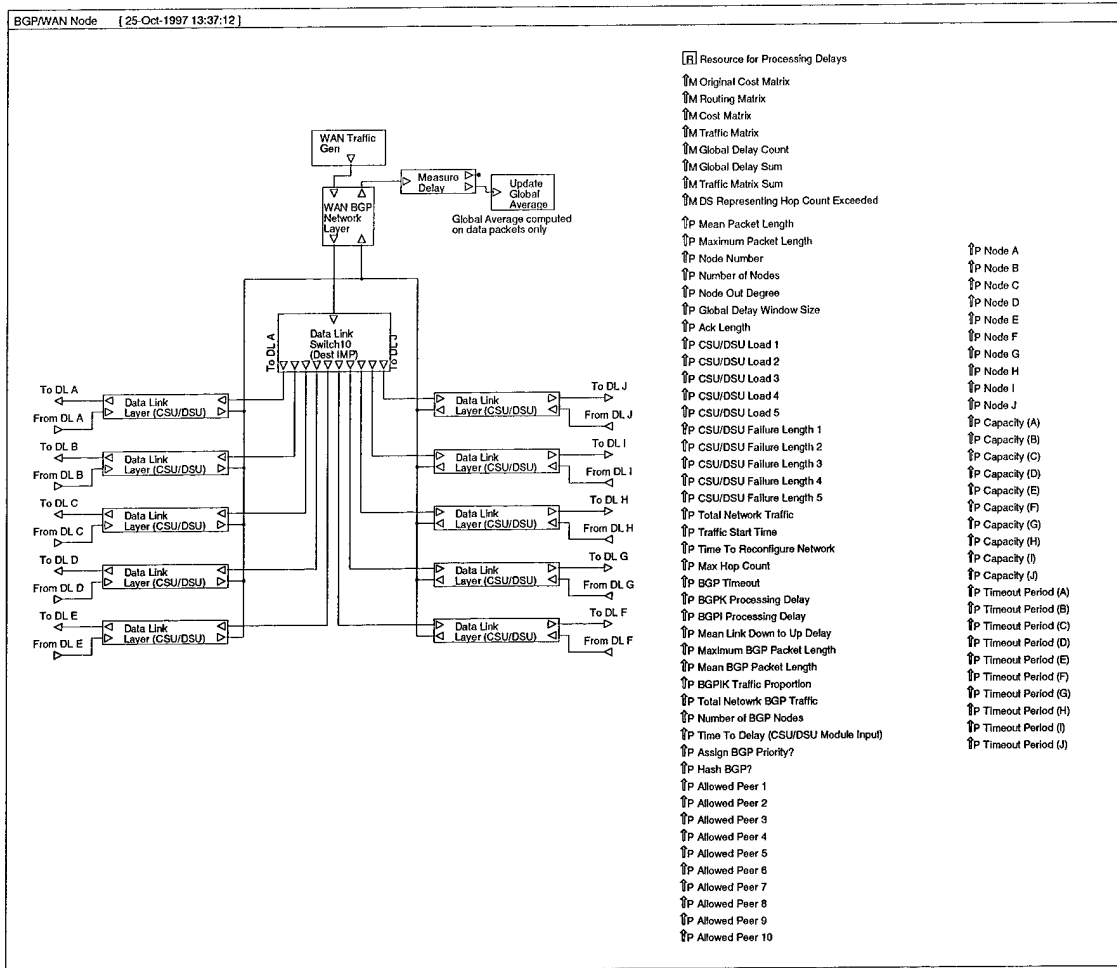 BGP/WAN Node [ 25-Oct-1997 13:37:12 ]
WAN Traffic
Gen
Measure
Delay
Update
Global
Average
Global Average computed
on data packets only
WAN BGP
Network
Layer
To DL A
Data Link
Switch10
(Dest IMP)
To DL J
To DL A
From DL A
Data Link
Layer (CSU/DSU)
To DL B
From DL B
Data Link
Layer (CSU/DSU)
To DL C
From DL C
Data Link
Layer (CSU/DSU)
To DL D
From DL D
Data Link
Layer (CSU/DSU)
To DL E
From DL E
Data Link
Layer (CSU/DSU)
Data Link
Layer (CSU/DSU)
To DL J
From DL J
Data Link
Layer (CSU/DSU)
To DL I
From DL I
Data Link
Layer (CSU/DSU)
To DL H
From DL H
Data Link
Layer (CSU/DSU)
To DL G
From DL G
Data Link
Layer (CSU/DSU)
To DL F
From DL F
R Resource for Processing Delays
⇑M Original Cost Matrix
⇑M Routing Matrix
⇑M Cost Matrix
⇑M Traffic Matrix
⇑M Global Delay Count
⇑M Global Delay Sum
⇑M Traffic Matrix Sum
⇑M DS Representing Hop Count Exceeded
⇑P Mean Packet Length
⇑P Maximum Packet Length
⇑P Node Number
⇑P Number of Nodes
⇑P Node Out Degree
⇑P Global Delay Window Size
⇑P Ack Length
⇑P CSU/DSU Load 1
⇑P CSU/DSU Load 2
⇑P CSU/DSU Load 3
⇑P CSU/DSU Load 4
⇑P CSU/DSU Load 5
⇑P CSU/DSU Failure Length 1
⇑P CSU/DSU Failure Length 2
⇑P CSU/DSU Failure Length 3
⇑P CSU/DSU Failure Length 4
⇑P CSU/DSU Failure Length 5
⇑P Total Network Traffic
⇑P Traffic Start Time
⇑P Time To Reconfigure Network
⇑P Max Hop Count
⇑P BGP Timeout
⇑P BGPK Processing Delay
⇑P BGPI Processing Delay
⇑P Mean Link Down to Up Delay
⇑P Maximum BGP Packet Length
⇑P Mean BGP Packet Length
⇑P BGPIK Traffic Proportion
⇑P Total Netowrk BGP Traffic
⇑P Number of BGP Nodes
⇑P Time To Delay (CSU/DSU Module Input)
⇑P Assign BGP Priority?
⇑P Hash BGP?
⇑P Allowed Peer 1
⇑P Allowed Peer 2
⇑P Allowed Peer 3
⇑P Allowed Peer 4
⇑P Allowed Peer 5
⇑P Allowed Peer 6
⇑P Allowed Peer 7
⇑P Allowed Peer 8
⇑P Allowed Peer 9
⇑P Allowed Peer 10
⇑P Node A
⇑P Node B
⇑P Node C
⇑P Node D
⇑P Node E
⇑P Node F
⇑P Node G
⇑P Node H
⇑P Node I
⇑P Node J
⇑P Capacity (A)
⇑P Capacity (B)
⇑P Capacity (C)
⇑P Capacity (D)
⇑P Capacity (E)
⇑P Capacity (F)
⇑P Capacity (G)
⇑P Capacity (H)
⇑P Capacity (I)
⇑P Capacity (J)
⇑P Timeout Period (A)
⇑P Timeout Period (B)
⇑P Timeout Period (C)
⇑P Timeout Period (D)
⇑P Timeout Period (E)
⇑P Timeout Period (F)
⇑P Timeout Period (G)
⇑P Timeout Period (H)
⇑P Timeout Period (I)
⇑P Timeout Period (J)